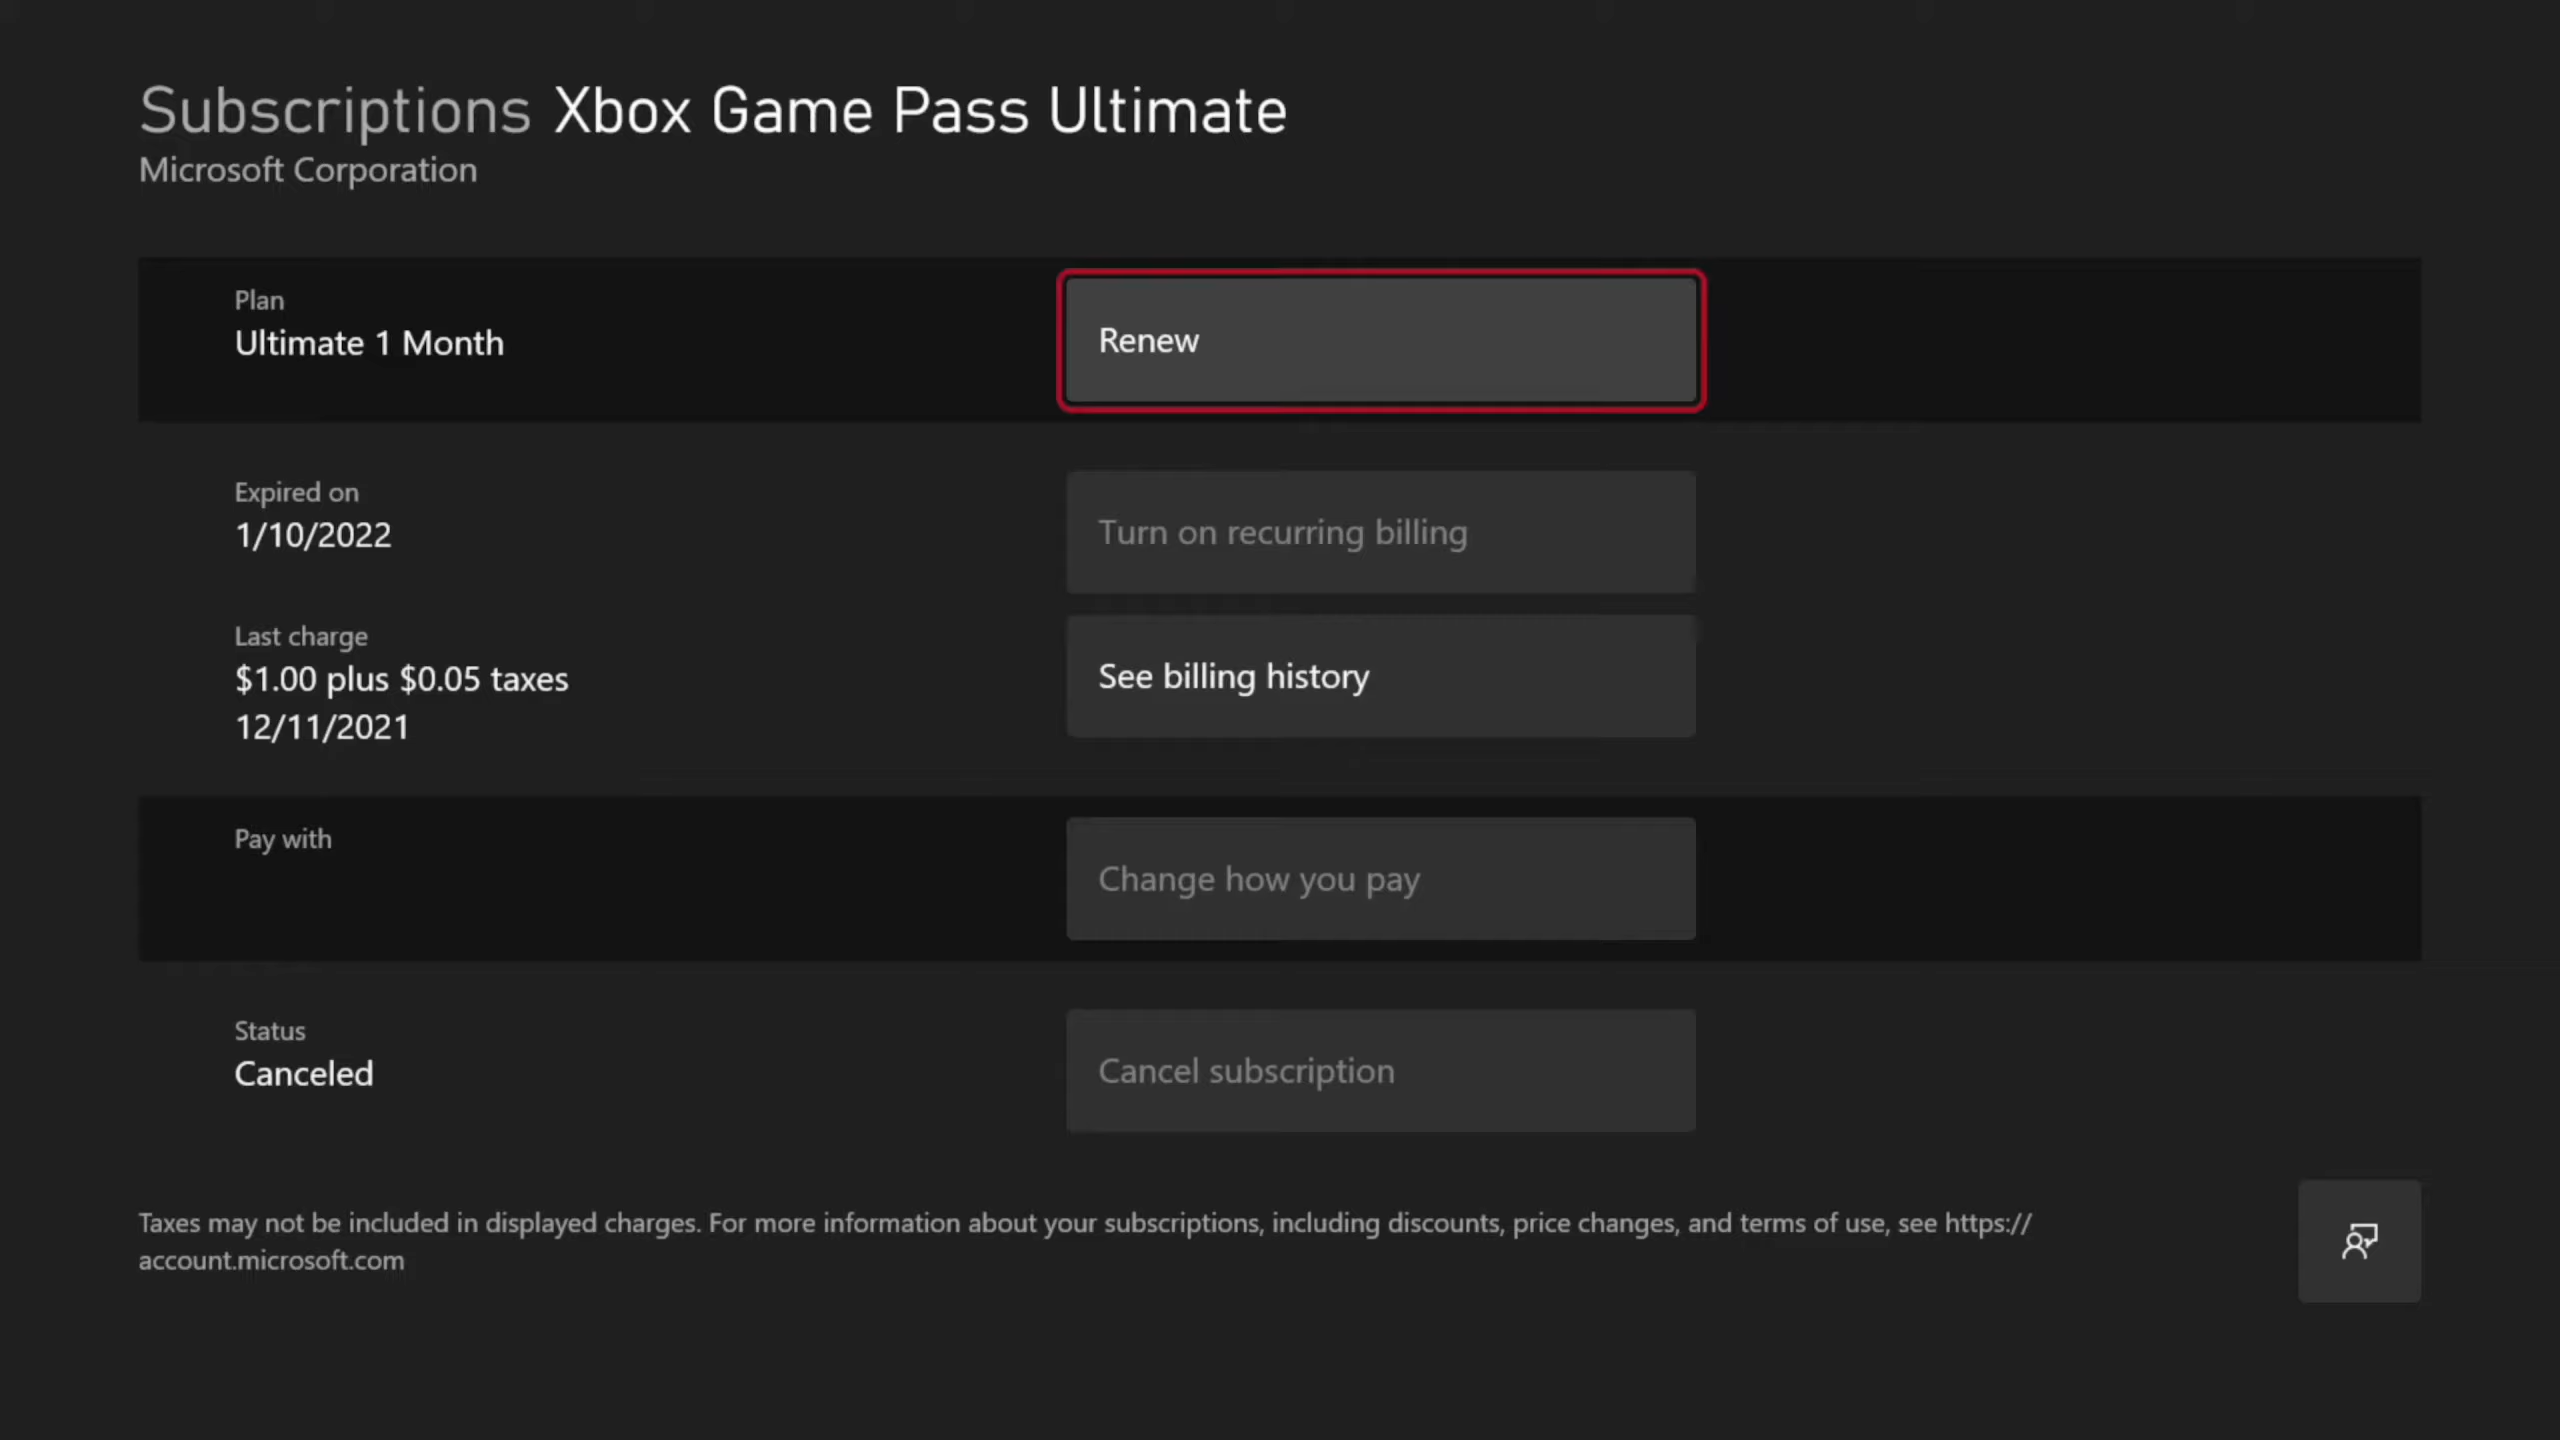 Subscriptions Xbox Game Pass Ultimate
Microsoft Corporation
Plan
Ultimate 1 Month
Renew
Expired on
1/10/2022
Turn on recurring billing
Last charge
$1.00 plus $0.05 taxes
12/11/2021
See billing history
Pay with
Change how you pay
Status
Canceled
Cancel subscription
Taxes may not be included in displayed charges. For more information about your subscriptions, including discounts, price changes, and terms of use, see https://
account.microsoft.com